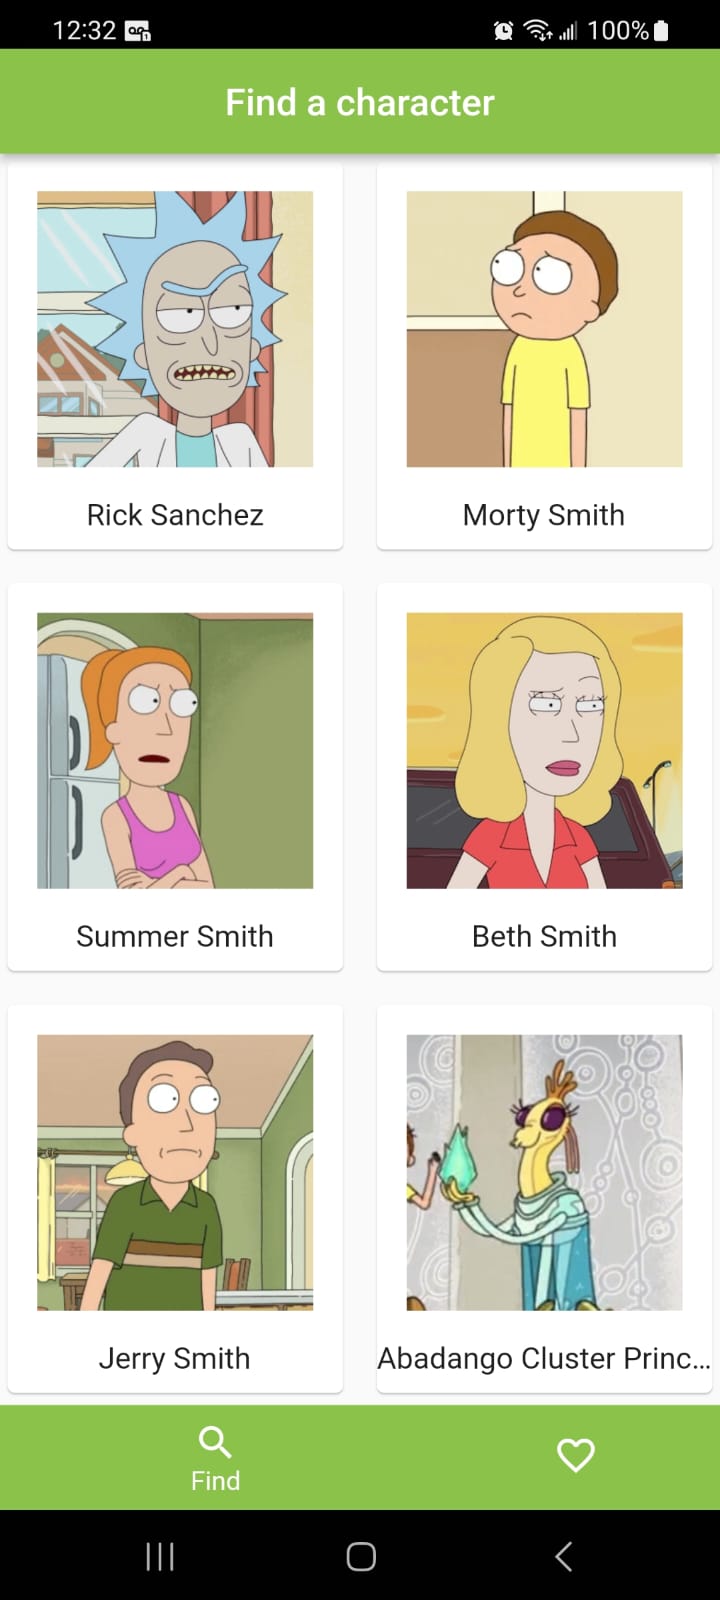 12:32
100%
Find a character
Rick Sanchez
Morty Smith
Summer Smith
Beth Smith
Jerry Smith
Abadango Cluster Princ...
Find